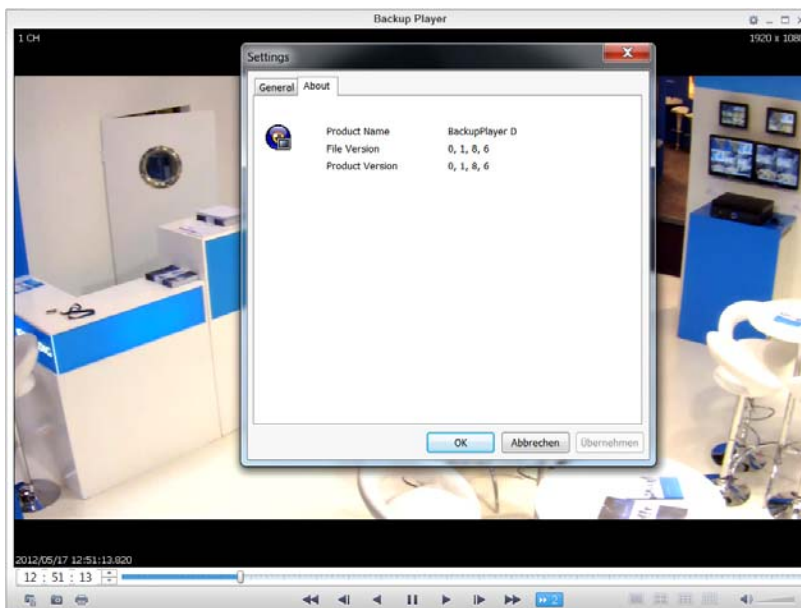 Backup Player
1 CH
1920 x 108
Settings
General
About
Product Name
BackupPlayer D
File Version
0, 1, 8, 6
Product Version
0, 1, 8, 6
OK
Abbrechen
Übernehmen
2012/05/17 12:51:13.820
12 : 51 : 13
2